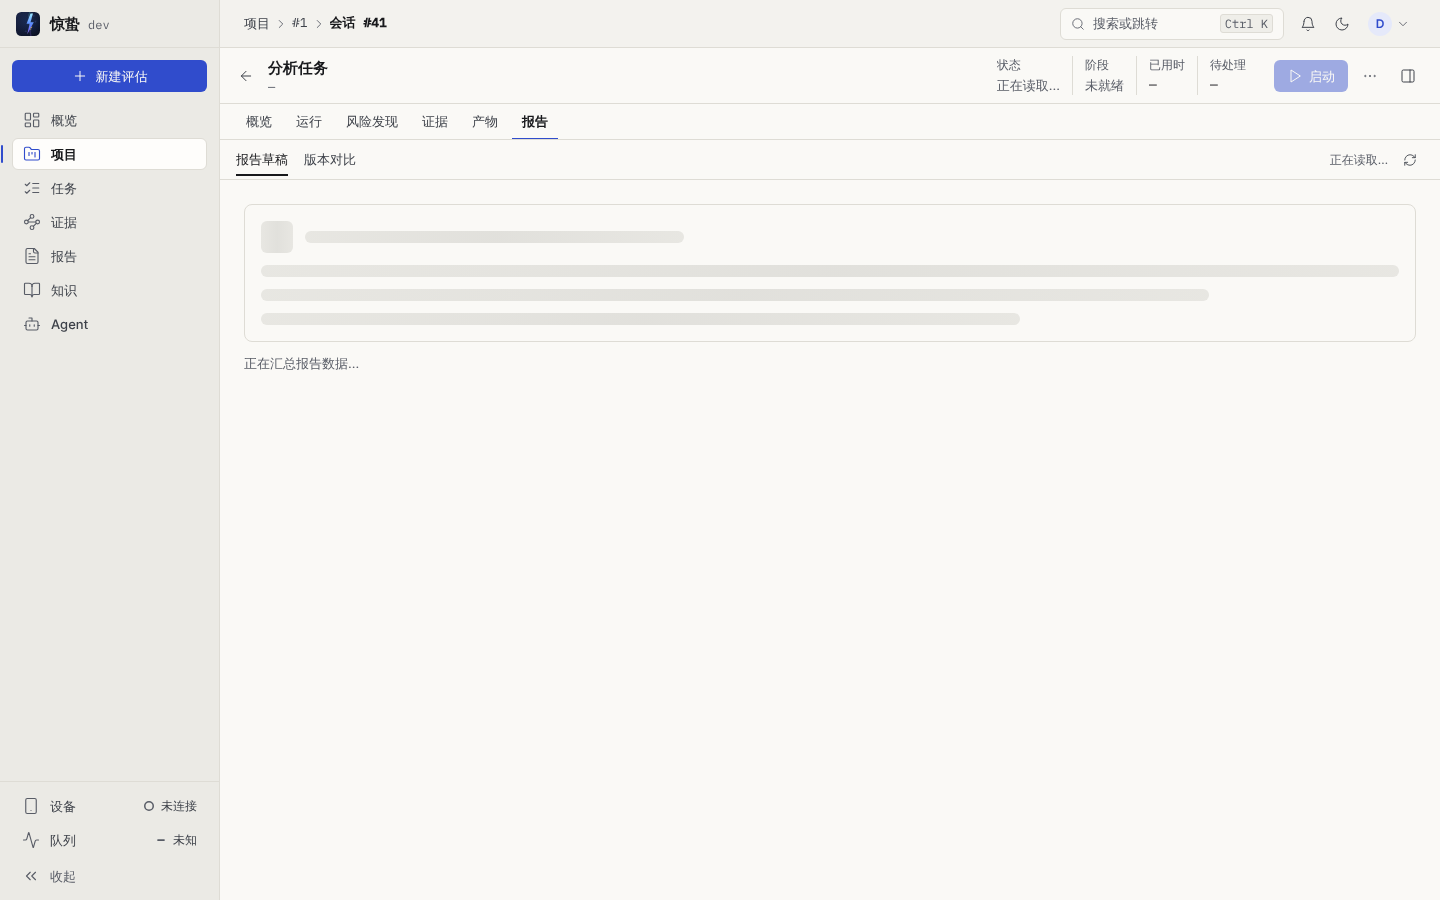 惊蛰 dev
项目 #1 会话 #41
搜索或跳转 Ctrl K
D
新建评估
概览
项目
任务
证据
报告
知识
Agent
设备 未连接
队列 – 未知
收起
分析任务
–
状态
正在读取...
阶段
未就绪
已用时
–
待处理
–
启动
概览 运行 风险发现 证据 产物 报告
报告草稿 版本对比
正在读取...
正在汇总报告数据...